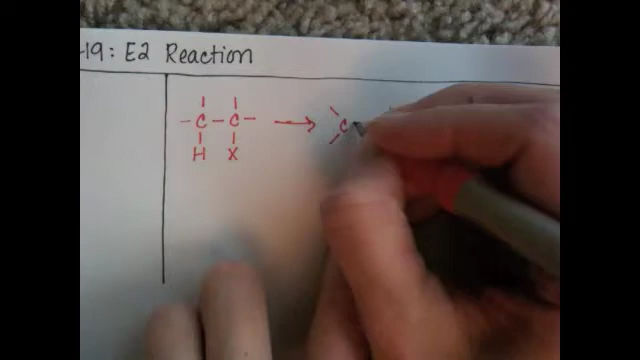 -19: E2 Reaction
- C - C - → C
H X